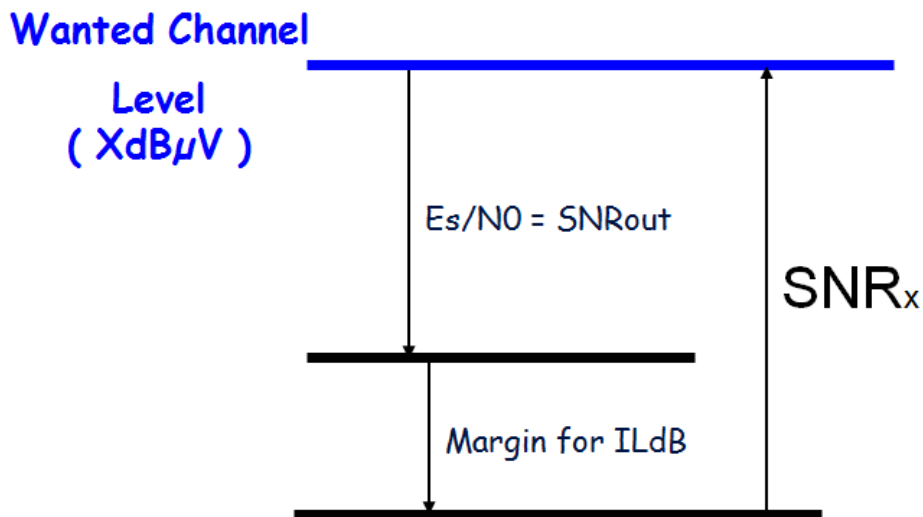 Wanted Channel
Level
( XdBµV )
Es/N0 = SNRout
SNRx
Margin for ILdB